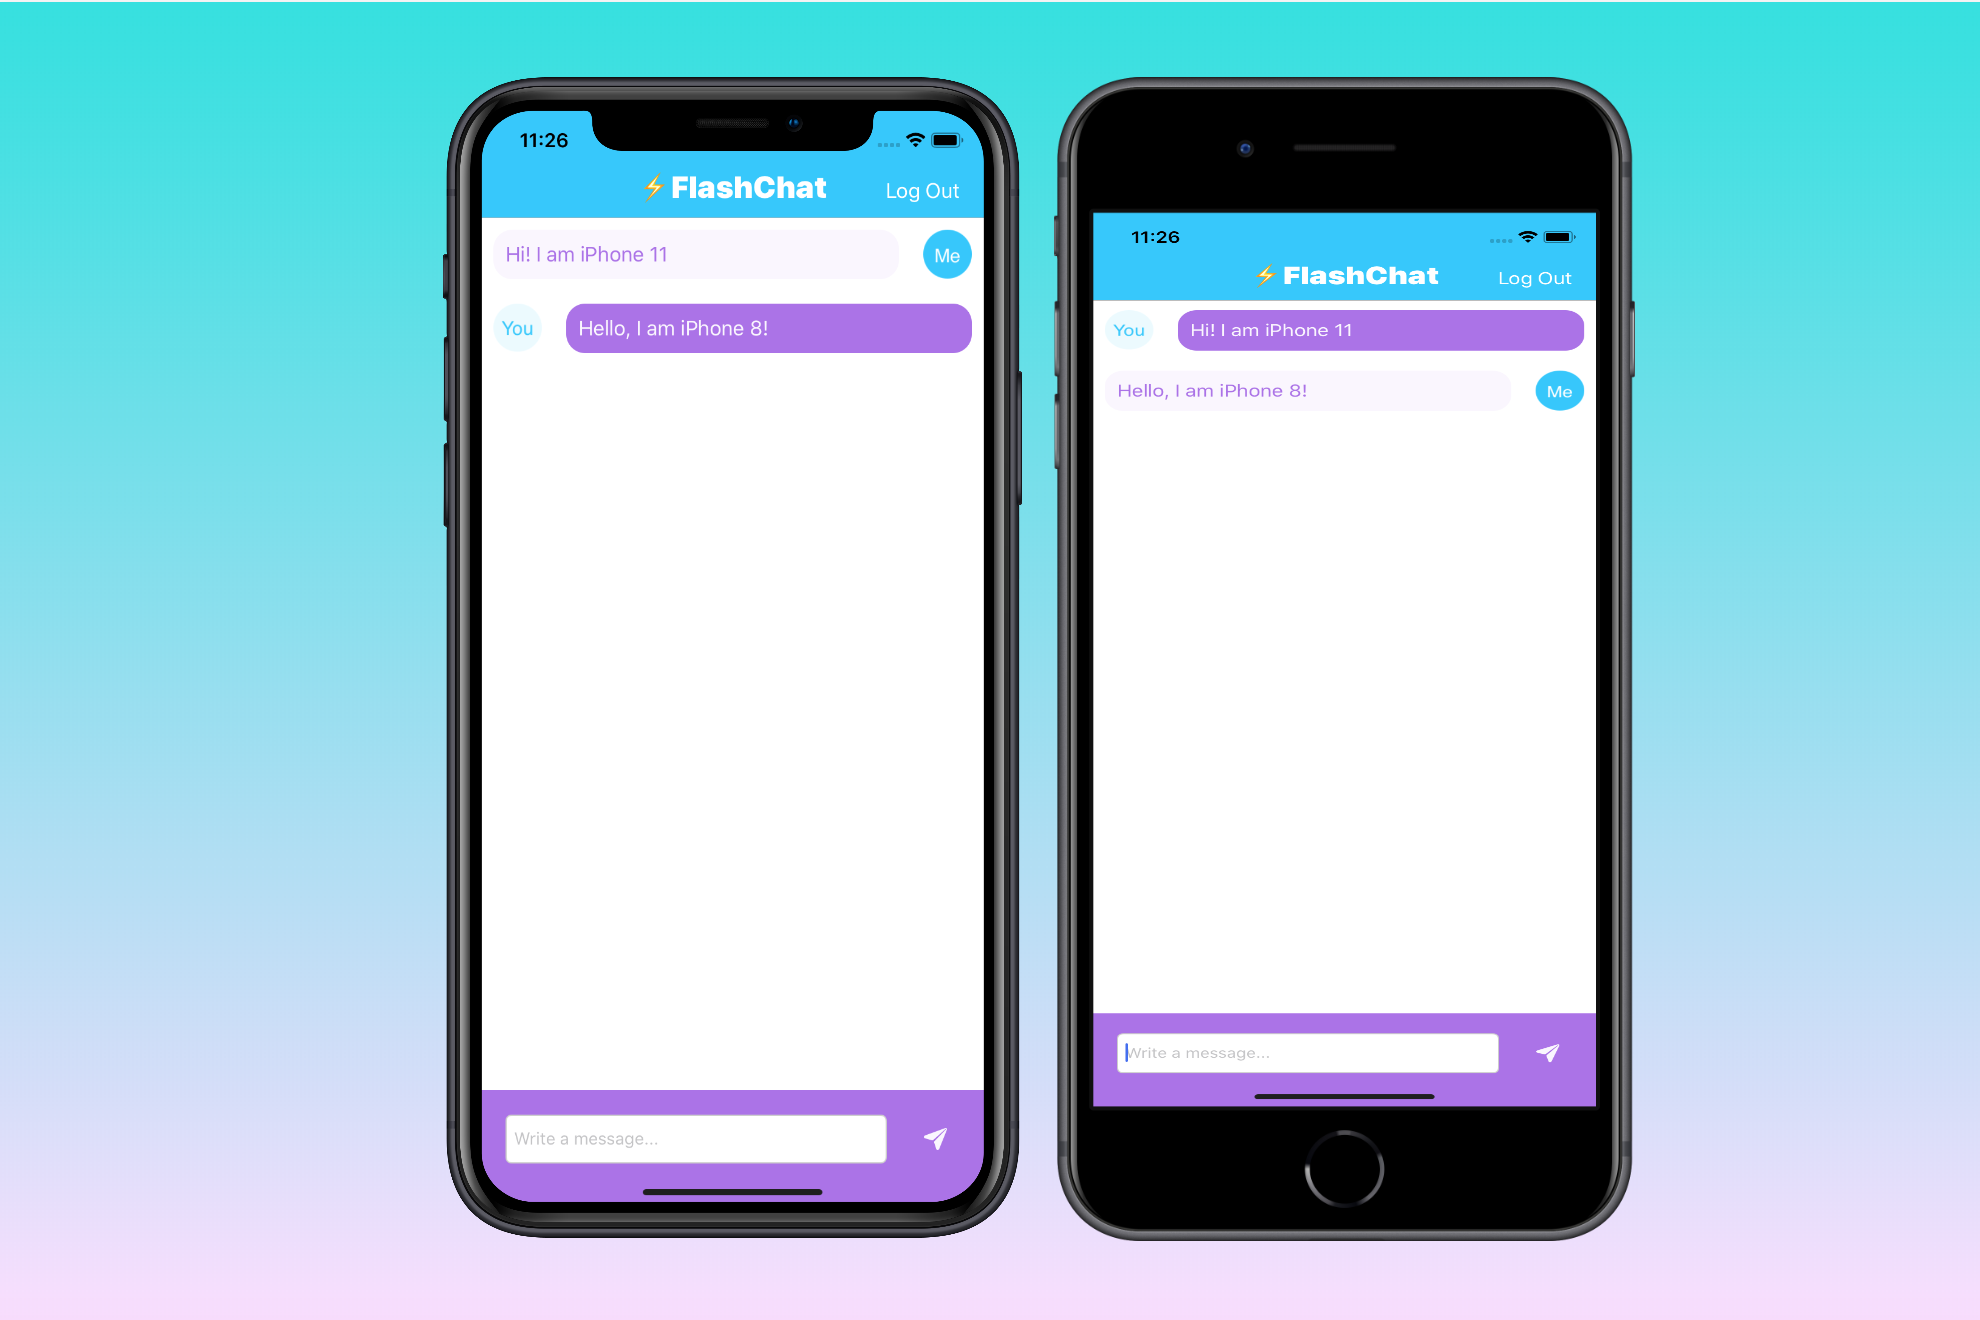 11:26
⚡FlashChat
Log Out
Hi! I am iPhone 11
Me
You
Hello, I am iPhone 8!
Write a message...
11:26
⚡FlashChat
Log Out
You
Hi! I am iPhone 11
Hello, I am iPhone 8!
Me
Write a message...